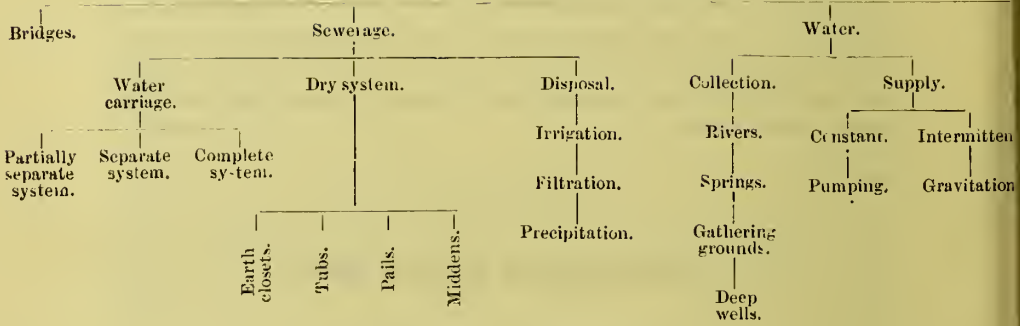 Bridges.
Sewerage.
Water.
Water
carriage.
Dry system.
Disposal.
Collection.
Supply.
Partially
separate
system.
Separate
system.
Complete
system.
Irrigation.
Filtration.
Precipitation.
Rivers.
Springs.
Gathering
grounds.
Deep
wells.
Constant.
Pumping.
Intermitten
Gravitation
Earth
closets.
Tubs.
Pails.
Middens.